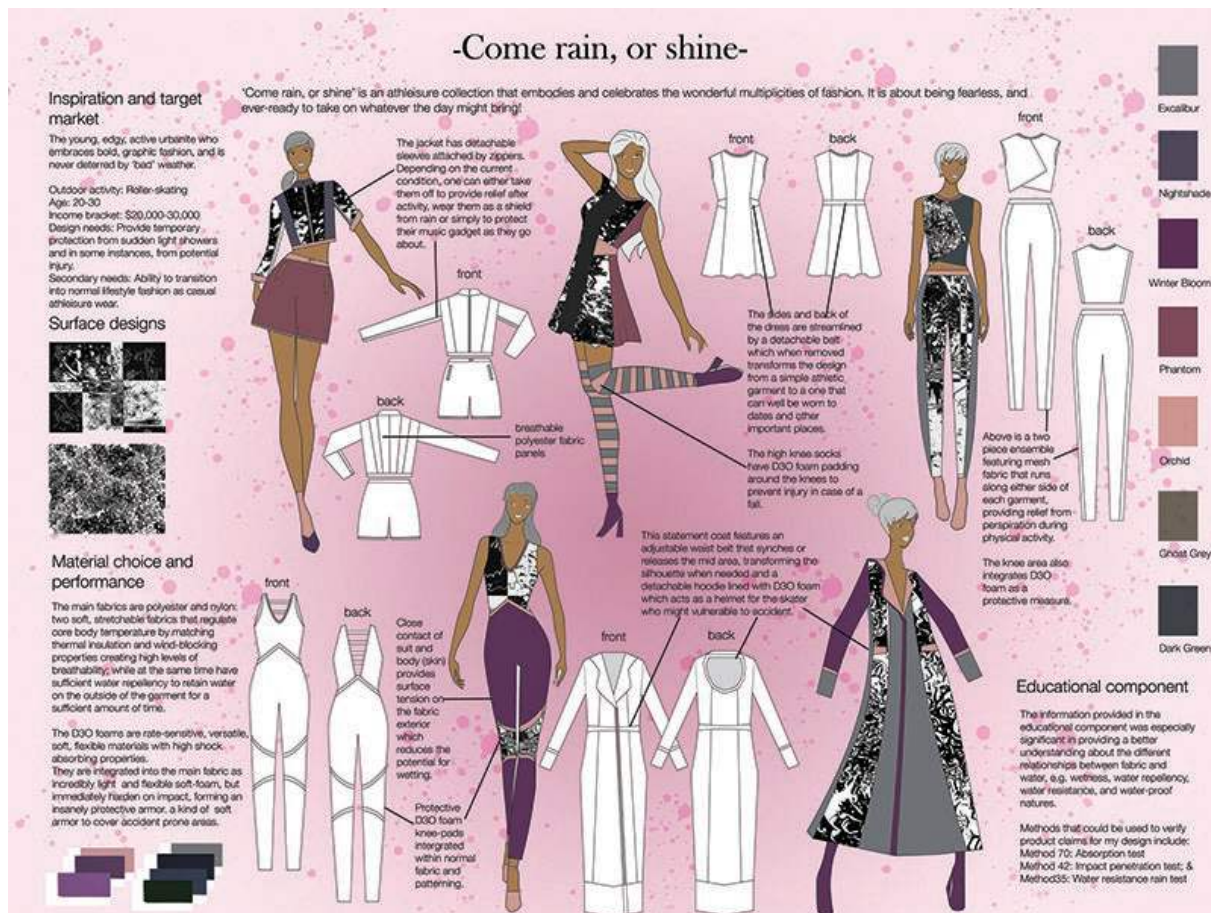 -Come rain, or shine-
'Come rain, or shine' is an athleisure collection that embodies and celebrates the wonderful multiplicities of fashion. It is about being fearless, and
ever-ready to take on whatever the day might bring!
Inspiration and target
market
The young, edgy, active urbanite who
embraces bold, graphic fashion, and is
never deterred by 'bad' weather.
Outdoor activity: Roller-skating
Age: 20-30
Income bracket: $20,000-30,000
Design needs: Provide temporary
protection from sudden light showers
and in some instances, from potential
injury.
Secondary needs: Ability to transition
into normal lifestyle fashion as casual
athleisure wear.
Surface designs
Material choice and
performance
The main fabrics are polyester and nylon:
two soft, stretchable fabrics that regulate
core body temperature by matching
thermal insulation and wind-blocking
properties creating high levels of
breathability; while at the same time have
sufficient water repellency to retain water
on the outside of the garment for a
sufficient amount of time.
The D3O foams are rate-sensitive, versatile,
soft, flexible materials with high shock
absorbing properties.
They are integrated into the main fabric as
incredibly light and flexible soft-foam, but
immediately harden on impact, forming an
insanely protective armor, a kind of soft
armor to cover accident prone areas.
The jacket has detachable
sleeves attached by zippers.
Depending on the current
condition, one can either take
them off to provide relief after
activity, wear them as a shield
from rain or simply to protect
their music gadget as they go
about.
front
back
breathable
polyester fabric
panels
front
back
The sides and back of
the dress are streamlined
by a detachable belt
which when removed
transforms the design
from a simple athletic
garment to a one that
can well be worn to
dates and other
important places.
The high knee socks
have D3O foam padding
around the knees to
prevent injury in case of a
fall.
front
back
Above is a two
piece ensemble
featuring mesh
fabric that runs
along either side of
each garment,
providing relief from
perspiration during
physical activity.
The knee area also
integrates D3O
foam as a
protective measure.
front
back
Close
contact of
suit and
body (skin)
provides
surface
tension on
the fabric
exterior
which
reduces the
potential for
wetting.
Protective
D3O foam
knee-pads
intergrated
within normal
fabric and
patterning.
This statement coat features an
adjustable waist belt that synches or
releases the mid area, transforming the
silhouette when needed and a
detachable hoodie lined with D3O foam
which acts as a helmet for the skater
who might vulnerable to accident.
front
back
Excalibur
Nightshade
Winter Bloom
Phantom
Orchid
Ghost Grey
Dark Green
Educational component
The information provided in the
educational component was especially
significant in providing a better
understanding about the different
relationships between fabric and
water, e.g. wetness, water repellency,
water resistance, and water-proof
natures.
Methods that could be used to verify
product claims for my design include:
Method 70: Absorption test
Method 42: Impact penetration test; &
Method35: Water resistance rain test